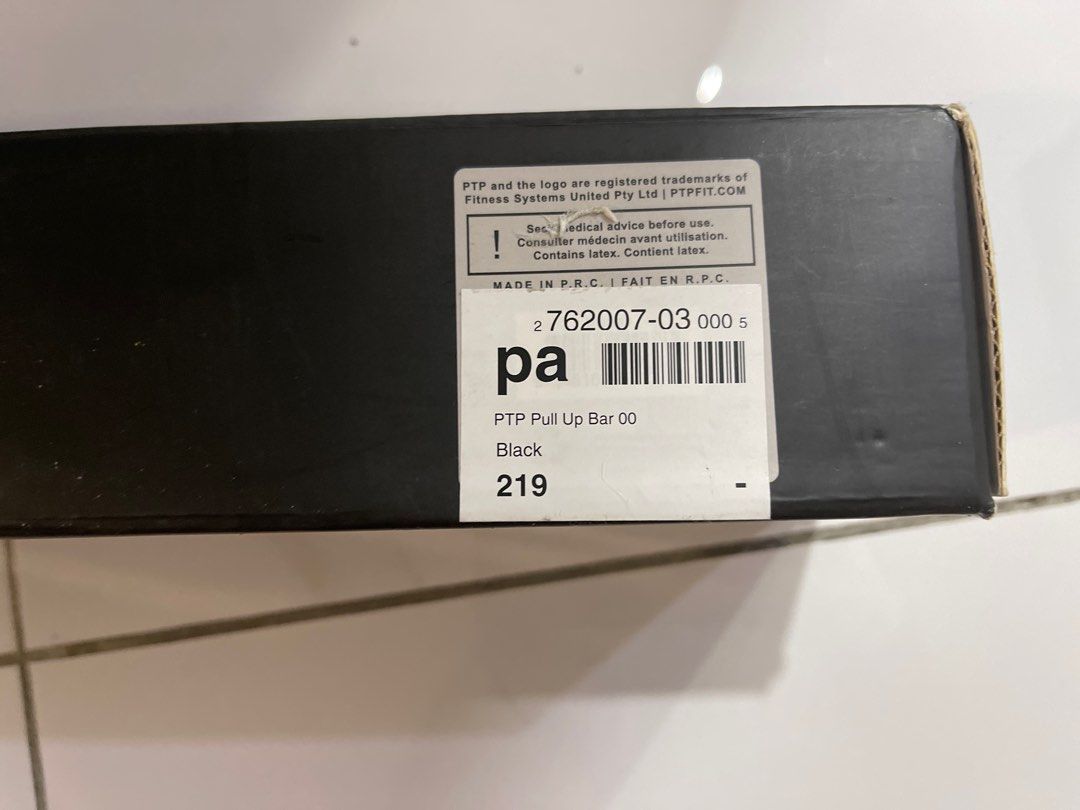 PTP and the logo are registered trademarks of
Fitness Systems United Pty Ltd | PTPFIT.COM
! medical advice before use.
Consulter médecin avant utilisation.
Contains latex. Contient latex.
MADE IN P.R.C. | FAIT EN R.P.C.
2 762007-03 000 5
pa
PTP Pull Up Bar 00
Black
219 -